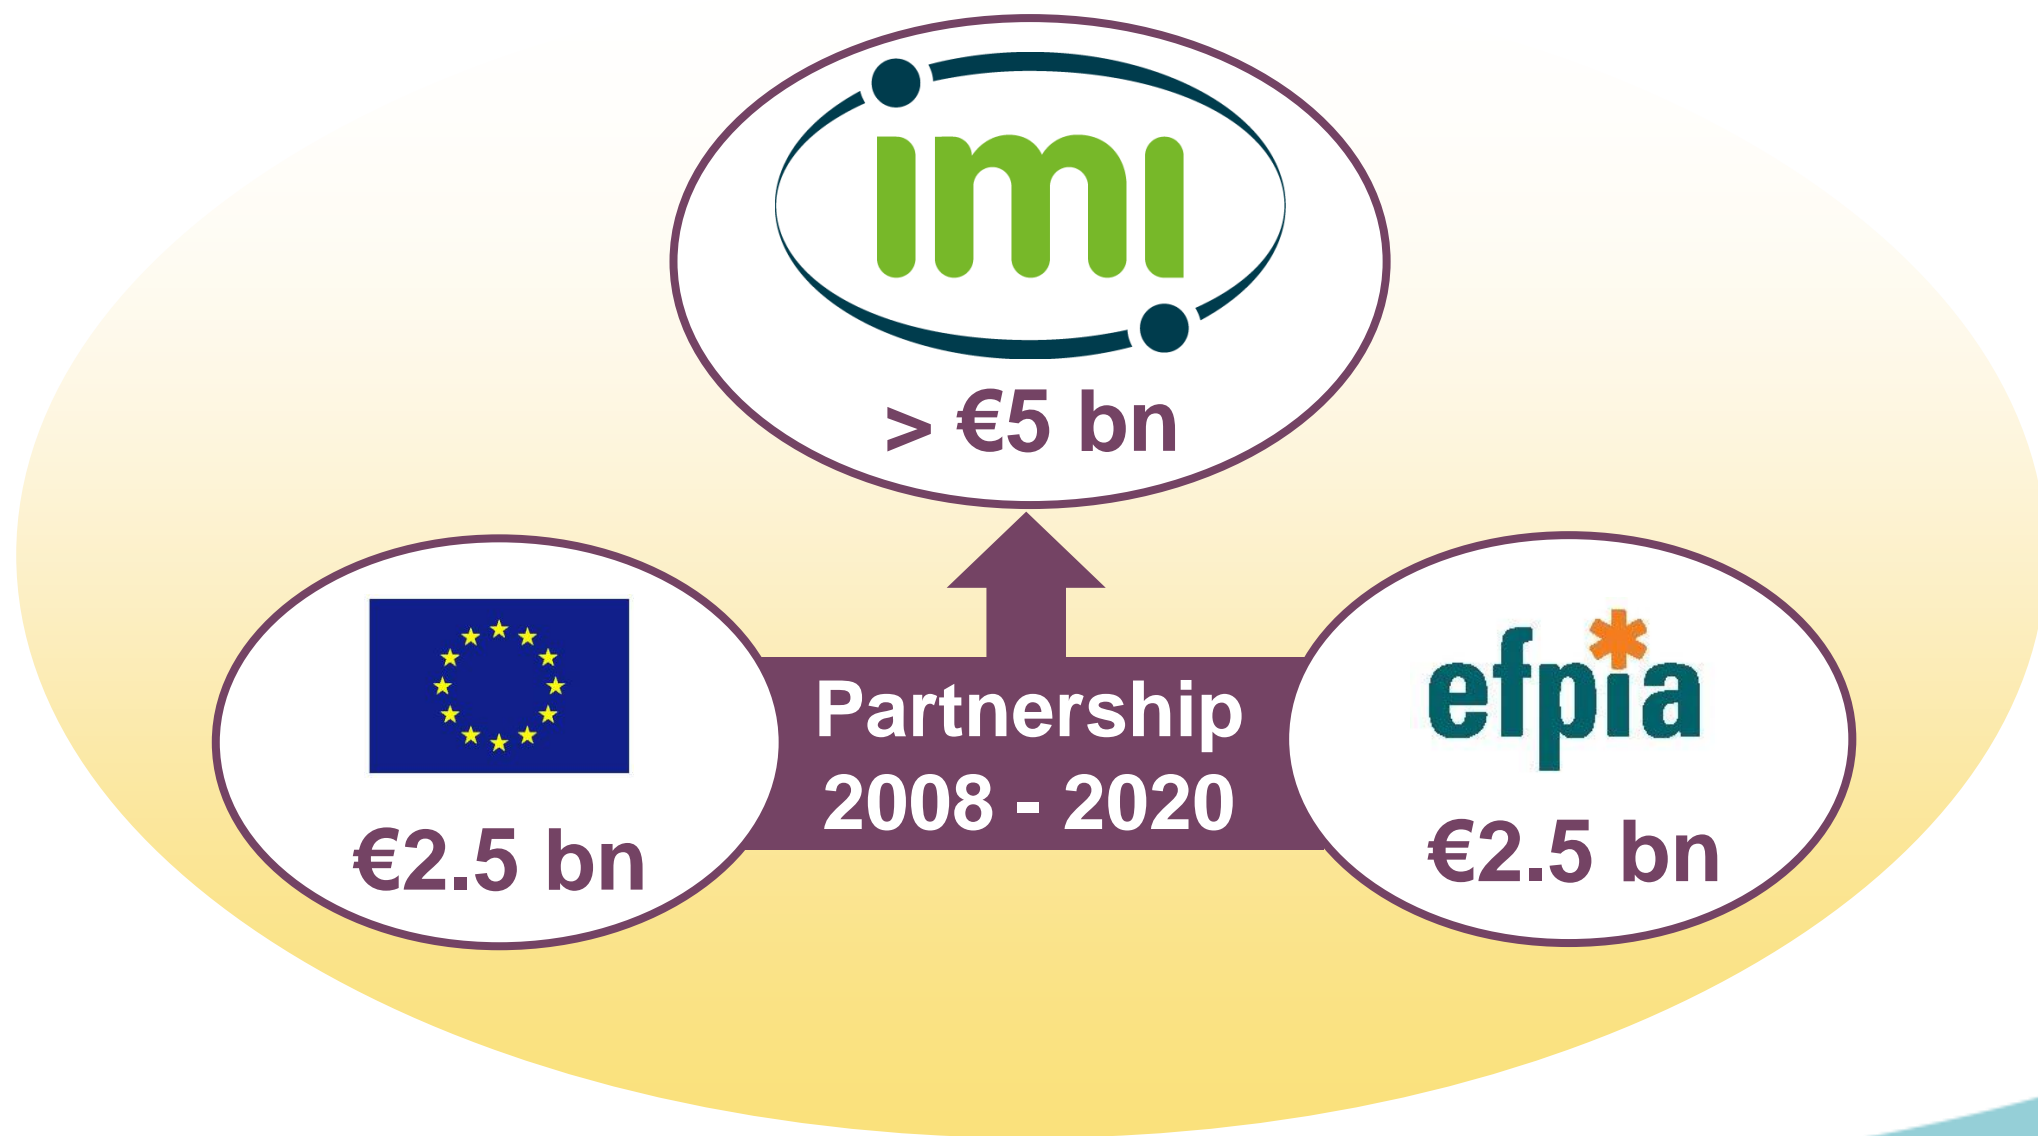 imi
> €5 bn
Partnership
2008 - 2020
€2.5 bn
efpia
€2.5 bn